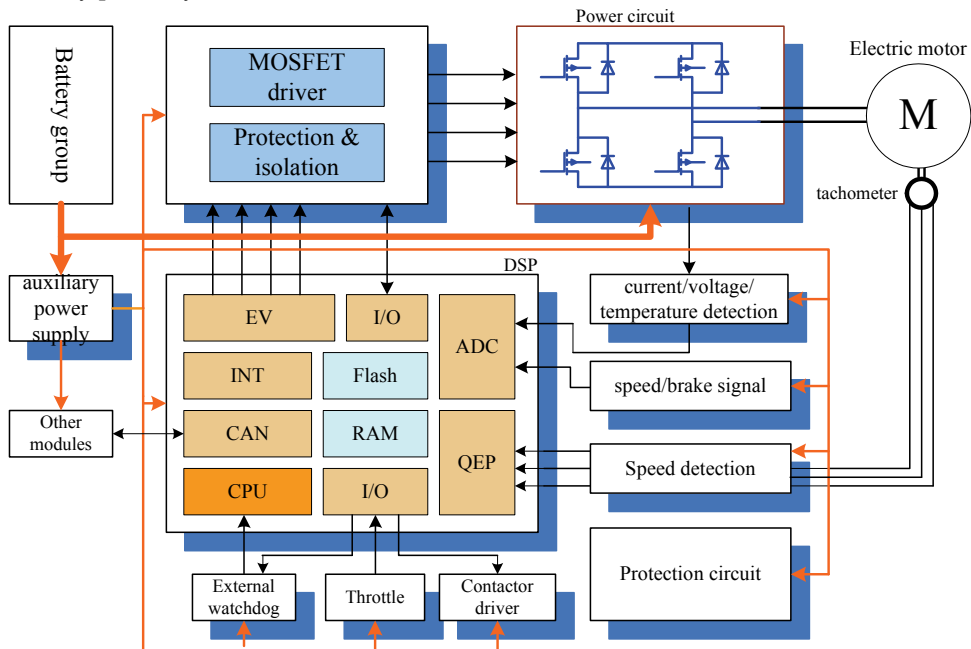 Power circuit
Battery group
MOSFET
driver
Protection &
isolation
Electric motor
M
tachometer
DSP
auxiliary
power
supply
current/voltage/
temperature detection
EV
I/O
ADC
INT
Flash
speed/brake signal
Other
modules
CAN
RAM
QEP
Speed detection
CPU
I/O
Protection circuit
External
watchdog
Throttle
Contactor
driver